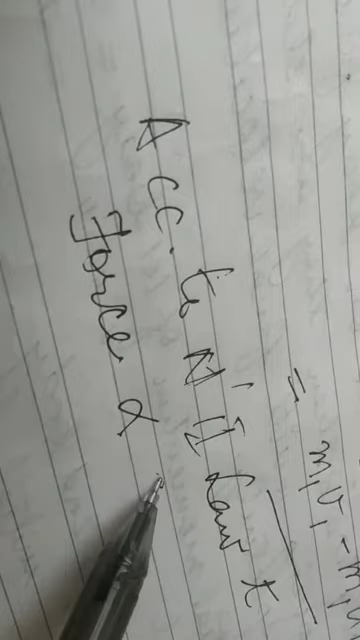 = m₁v₁ - m₁
t
Acc. to N' II Law
Force α